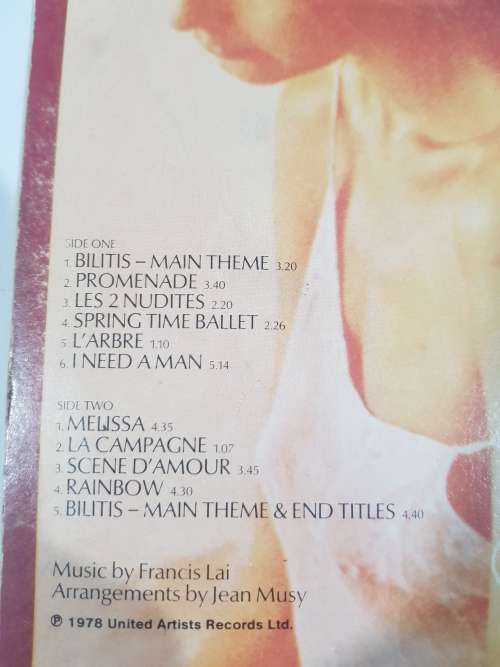 SIDE ONE
1. BILITIS – MAIN THEME 3.20
2. PROMENADE 3.40
3. LES 2 NUDITES 2.20
4. SPRING TIME BALLET 2.26
5. L'ARBRE 1.10
6. I NEED A MAN 5.14
SIDE TWO
1. MELISSA 4.35
2. LA CAMPAGNE 1.07
3. SCENE D'AMOUR 3.45
4. RAINBOW 4.30
5. BILITIS – MAIN THEME & END TITLES 4.40
Music by Francis Lai
Arrangements by Jean Musy
℗ 1978 United Artists Records Ltd.